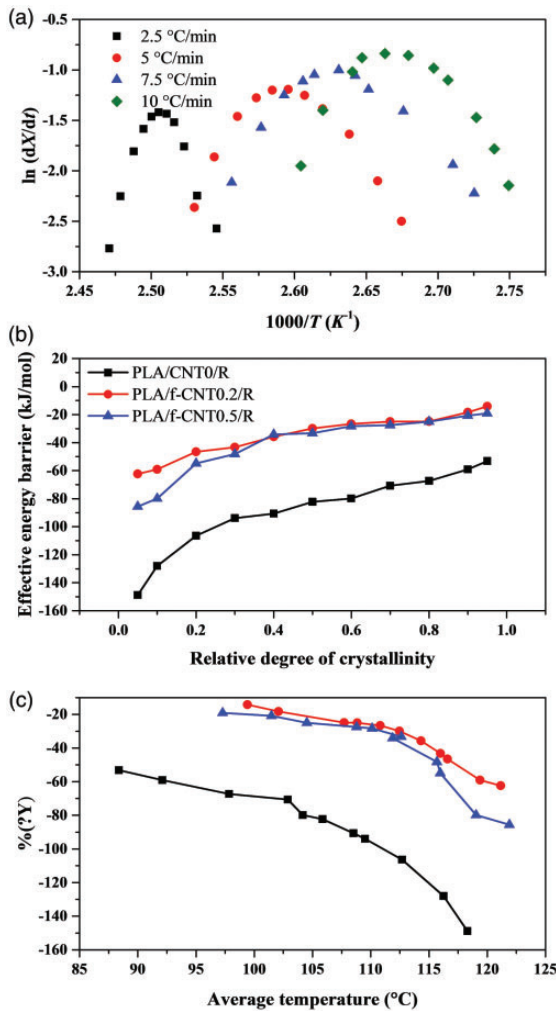 (a)
2.5 °C/min
5 °C/min
7.5 °C/min
10 °C/min
0.0
-0.5
-1.0
-1.5
-2.0
-2.5
-3.0
ln (dX/dt)
2.45 2.50 2.55 2.60 2.65 2.70 2.75
1000/T (K⁻¹)
(b)
PLA/CNT0/R
PLA/f-CNT0.2/R
PLA/f-CNT0.5/R
40
20
0
-20
-40
-60
-80
-100
-120
-140
-160
Effective energy barrier (kJ/mol)
0.0 0.2 0.4 0.6 0.8 1.0
Relative degree of crystallinity
(c)
-20
-40
-60
-80
-100
-120
-140
-160
%(?Y)
85 90 95 100 105 110 115 120 125
Average temperature (°C)